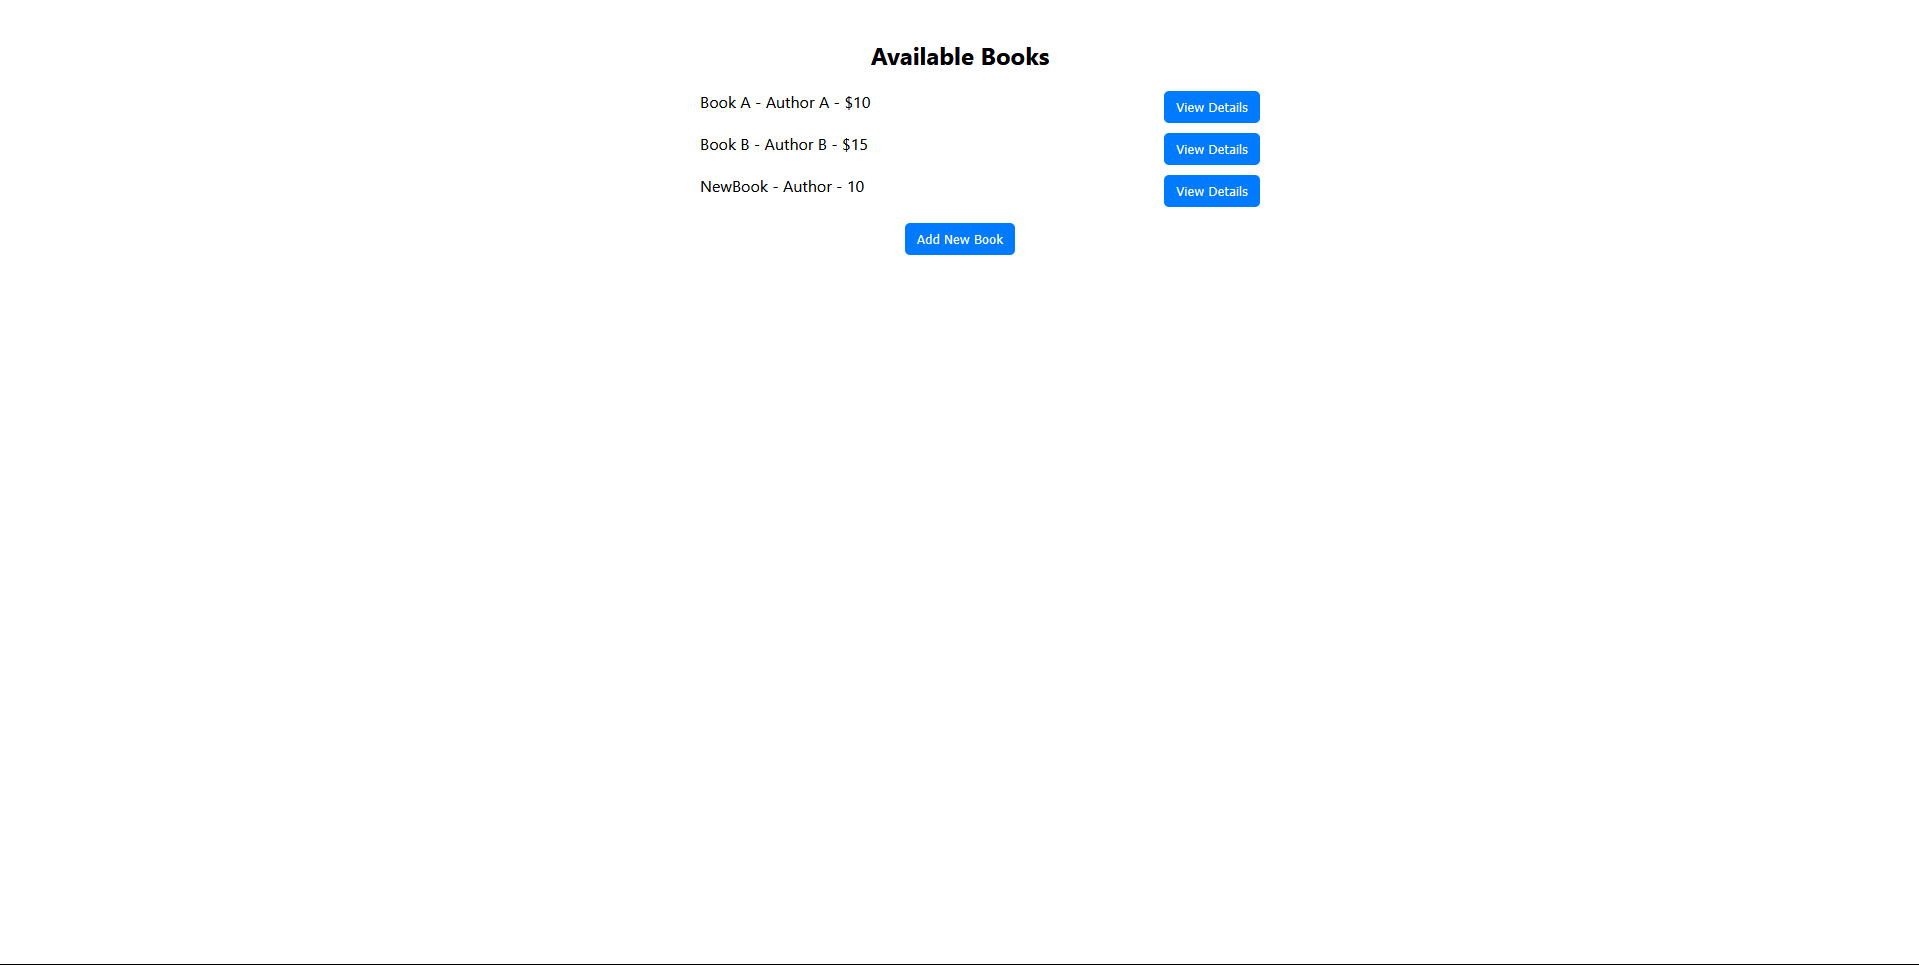 Available Books
Book A - Author A - $10
View Details
Book B - Author B - $15
View Details
NewBook - Author - 10
View Details
Add New Book